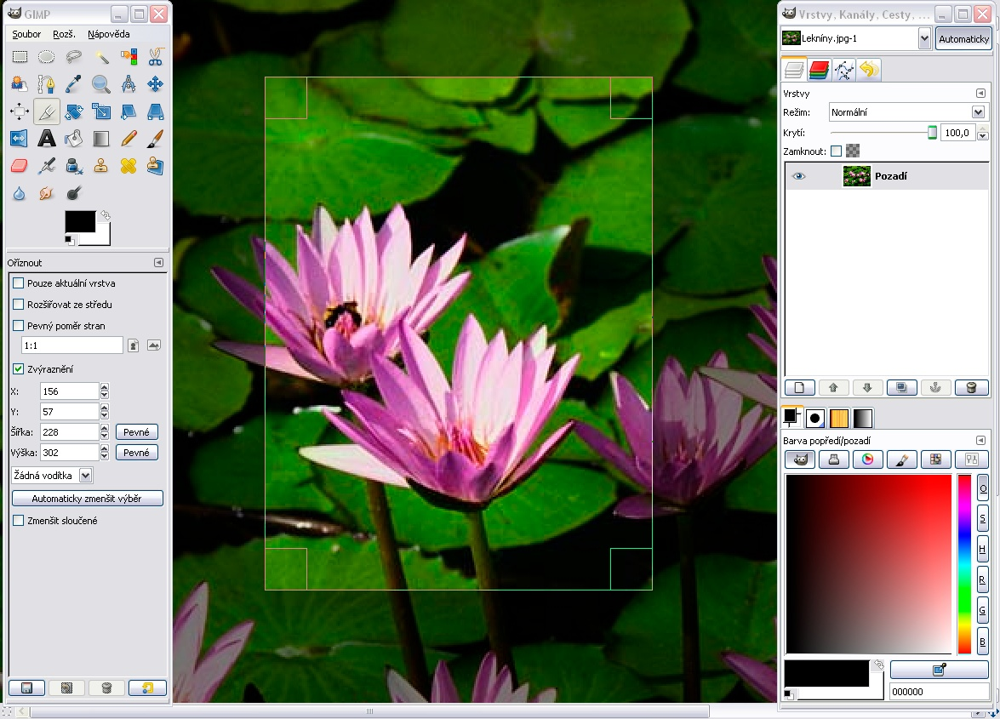 GIMP
Soubor Rozš. Nápověda
Oříznout
Pouze aktuální vrstva
Rozšiřovat ze středu
Pevný poměr stran
1:1
Zvýraznění
X: 156
Y: 57
Šířka: 228 Pevné
Výška: 302 Pevné
Žádná vodítka
Automaticky zmenšit výběr
Zmenšit sloučené
Vrstvy, Kanály, Cesty, ...
Lekníny.jpg-1 Automaticky
Vrstvy
Režim: Normální
Krytí: 100,0
Zamknout:
Pozadí
Barva popředí/pozadí
O
S
H
R
G
B
000000